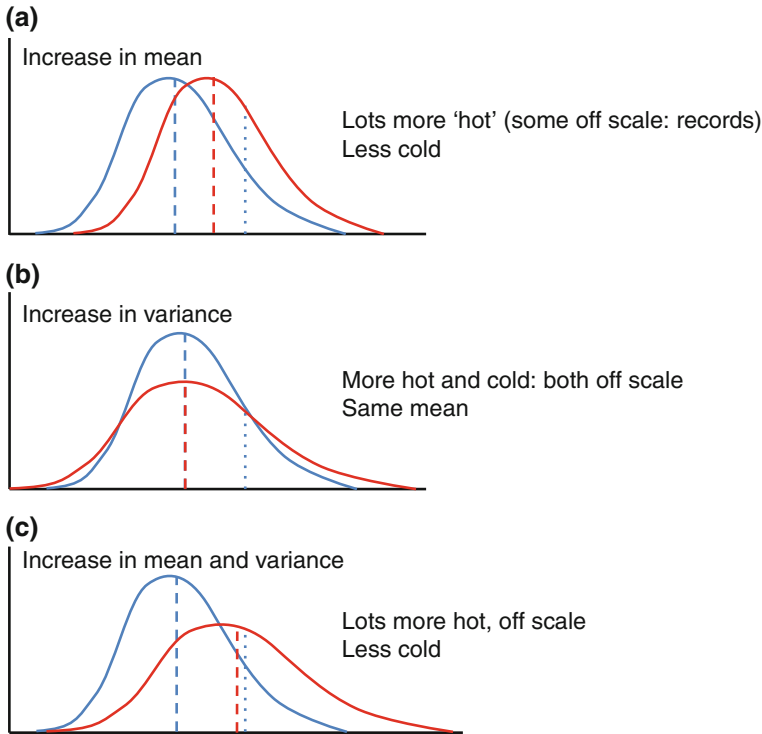 (a)
Increase in mean
Lots more ‘hot’ (some off scale: records)
Less cold
(b)
Increase in variance
More hot and cold: both off scale
Same mean
(c)
Increase in mean and variance
Lots more hot, off scale
Less cold